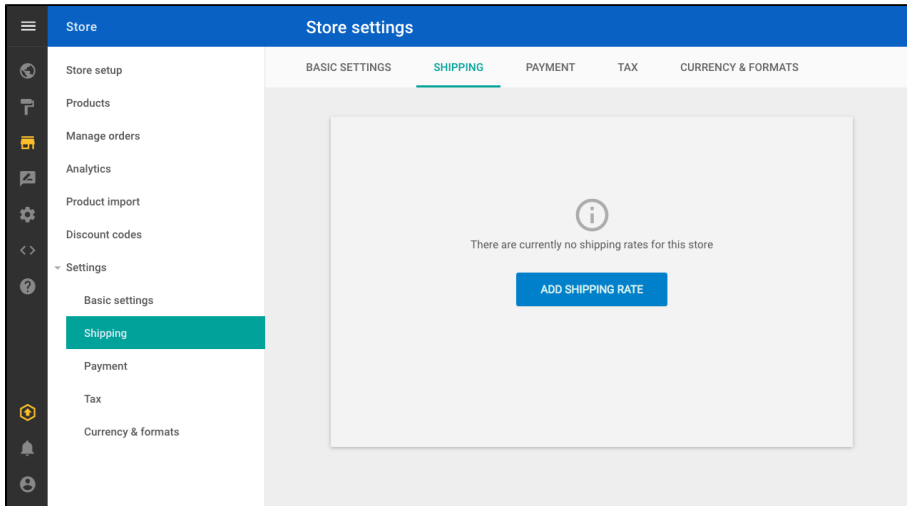 Store
Store settings
Store setup
Products
Manage orders
Analytics
Product import
Discount codes
Settings
Basic settings
Shipping
Payment
Tax
Currency & formats
BASIC SETTINGS SHIPPING PAYMENT TAX CURRENCY & FORMATS
There are currently no shipping rates for this store
ADD SHIPPING RATE